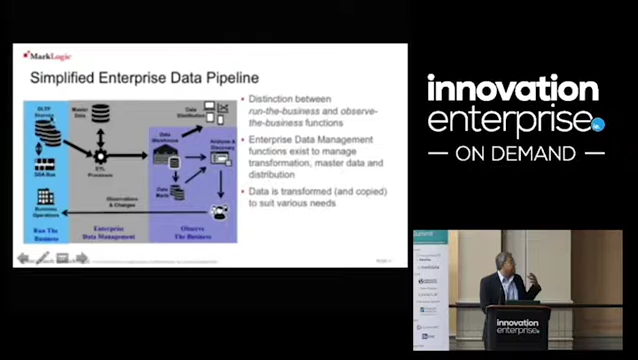 MarkLogic
Simplified Enterprise Data Pipeline
OLTP
Master
Data
Data
Distribution
Data
Warehouse
Analysis &
Discovery
ETL
Processes
SOA Bus
Data
Marts
Observations
& Changes
Business
Operations
Run The
Business
Enterprise
Data Management
Observe
The Business
• Distinction between
run-the-business and observe-
the-business functions
• Enterprise Data Management
functions exist to manage
transformation, master data and
distribution
• Data is transformed (and copied)
to suit various needs
innovation
enterprise
ON DEMAND
innovation
enterprise